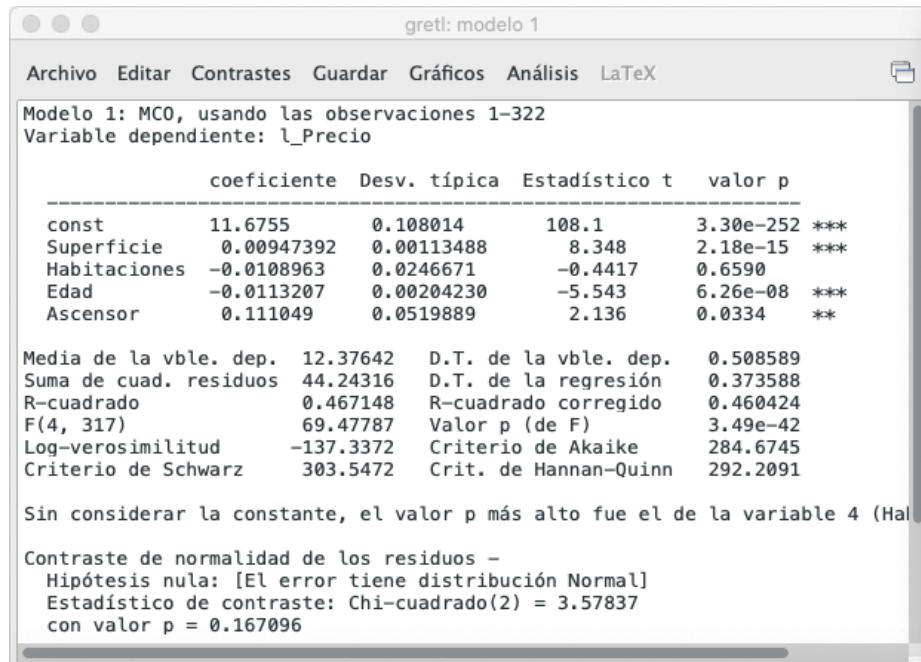 gretl: modelo 1
Archivo Editar Contrastes Guardar Gráficos Análisis LaTeX
Modelo 1: MCO, usando las observaciones 1-322
Variable dependiente: l_Precio
coeficiente Desv. típica Estadístico t valor p
const 11.6755 0.108014 108.1 3.30e-252 ***
Superficie 0.00947392 0.00113488 8.348 2.18e-15 ***
Habitaciones -0.0108963 0.0246671 -0.4417 0.6590
Edad -0.0113207 0.00204230 -5.543 6.26e-08 ***
Ascensor 0.111049 0.0519889 2.136 0.0334 **
Media de la vble. dep. 12.37642 D.T. de la vble. dep. 0.508589
Suma de cuad. residuos 44.24316 D.T. de la regresión 0.373588
R-cuadrado 0.467148 R-cuadrado corregido 0.460424
F(4, 317) 69.47787 Valor p (de F) 3.49e-42
Log-verosimilitud -137.3372 Criterio de Akaike 284.6745
Criterio de Schwarz 303.5472 Crit. de Hannan-Quinn 292.2091
Sin considerar la constante, el valor p más alto fue el de la variable 4 (Hab
Contraste de normalidad de los residuos -
Hipótesis nula: [El error tiene distribución Normal]
Estadístico de contraste: Chi-cuadrado(2) = 3.57837
con valor p = 0.167096